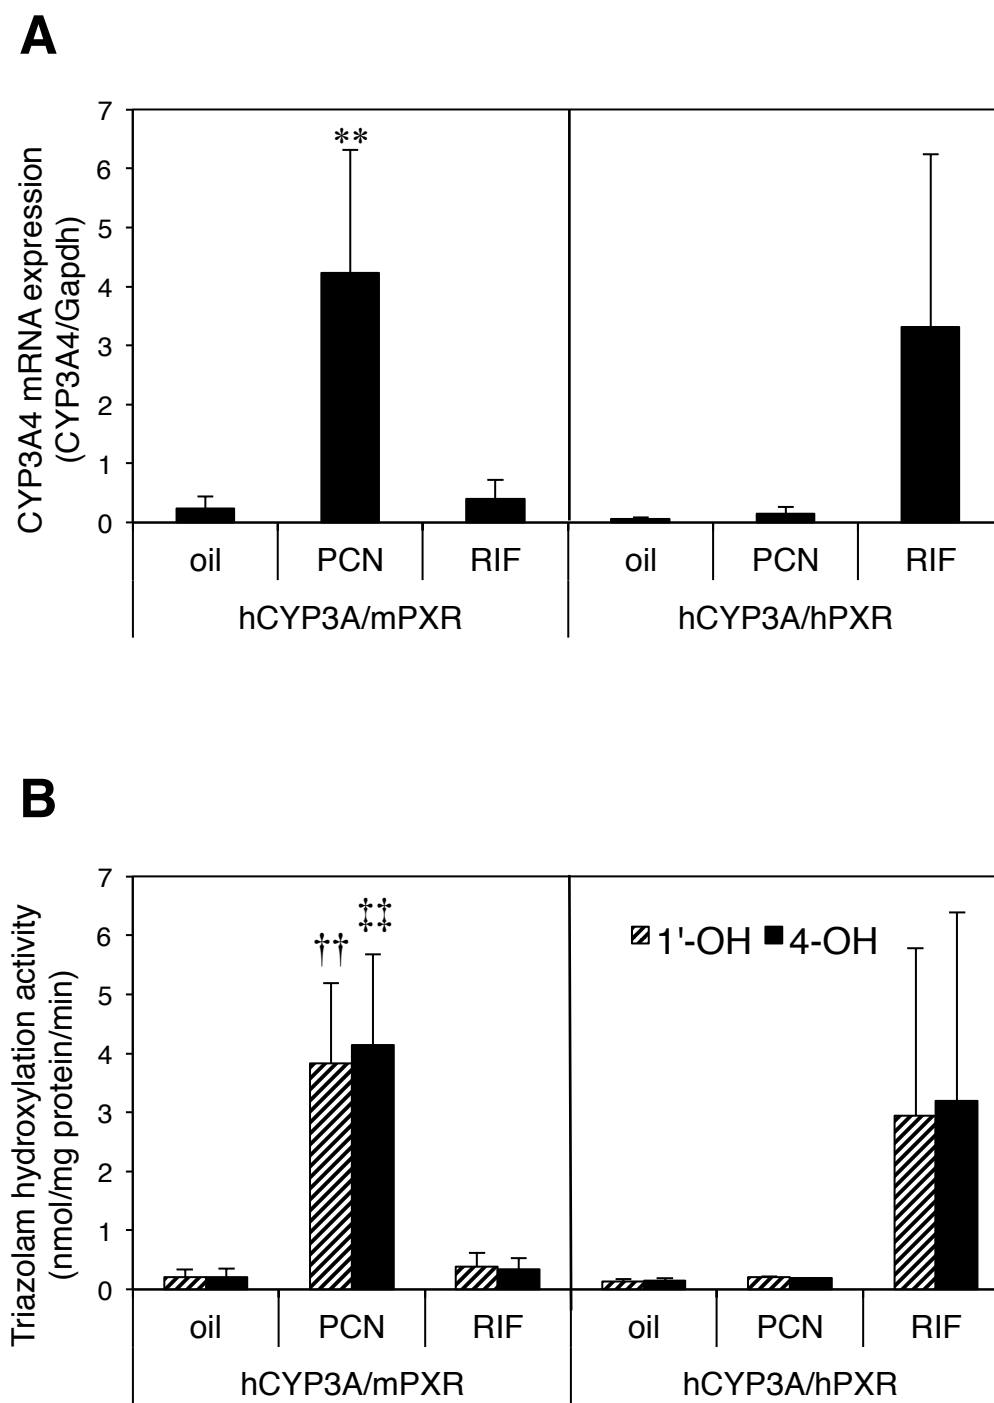 A
CYP3A4 mRNA expression
(CYP3A4/Gapdh)
7
6
5
4
3
2
1
0
**
oil PCN RIF oil PCN RIF
hCYP3A/mPXR hCYP3A/hPXR
B
Triazolam hydroxylation activity
(nmol/mg protein/min)
7
6
5
4
3
2
1
0
†† ‡‡
1'-OH 4-OH
oil PCN RIF oil PCN RIF
hCYP3A/mPXR hCYP3A/hPXR